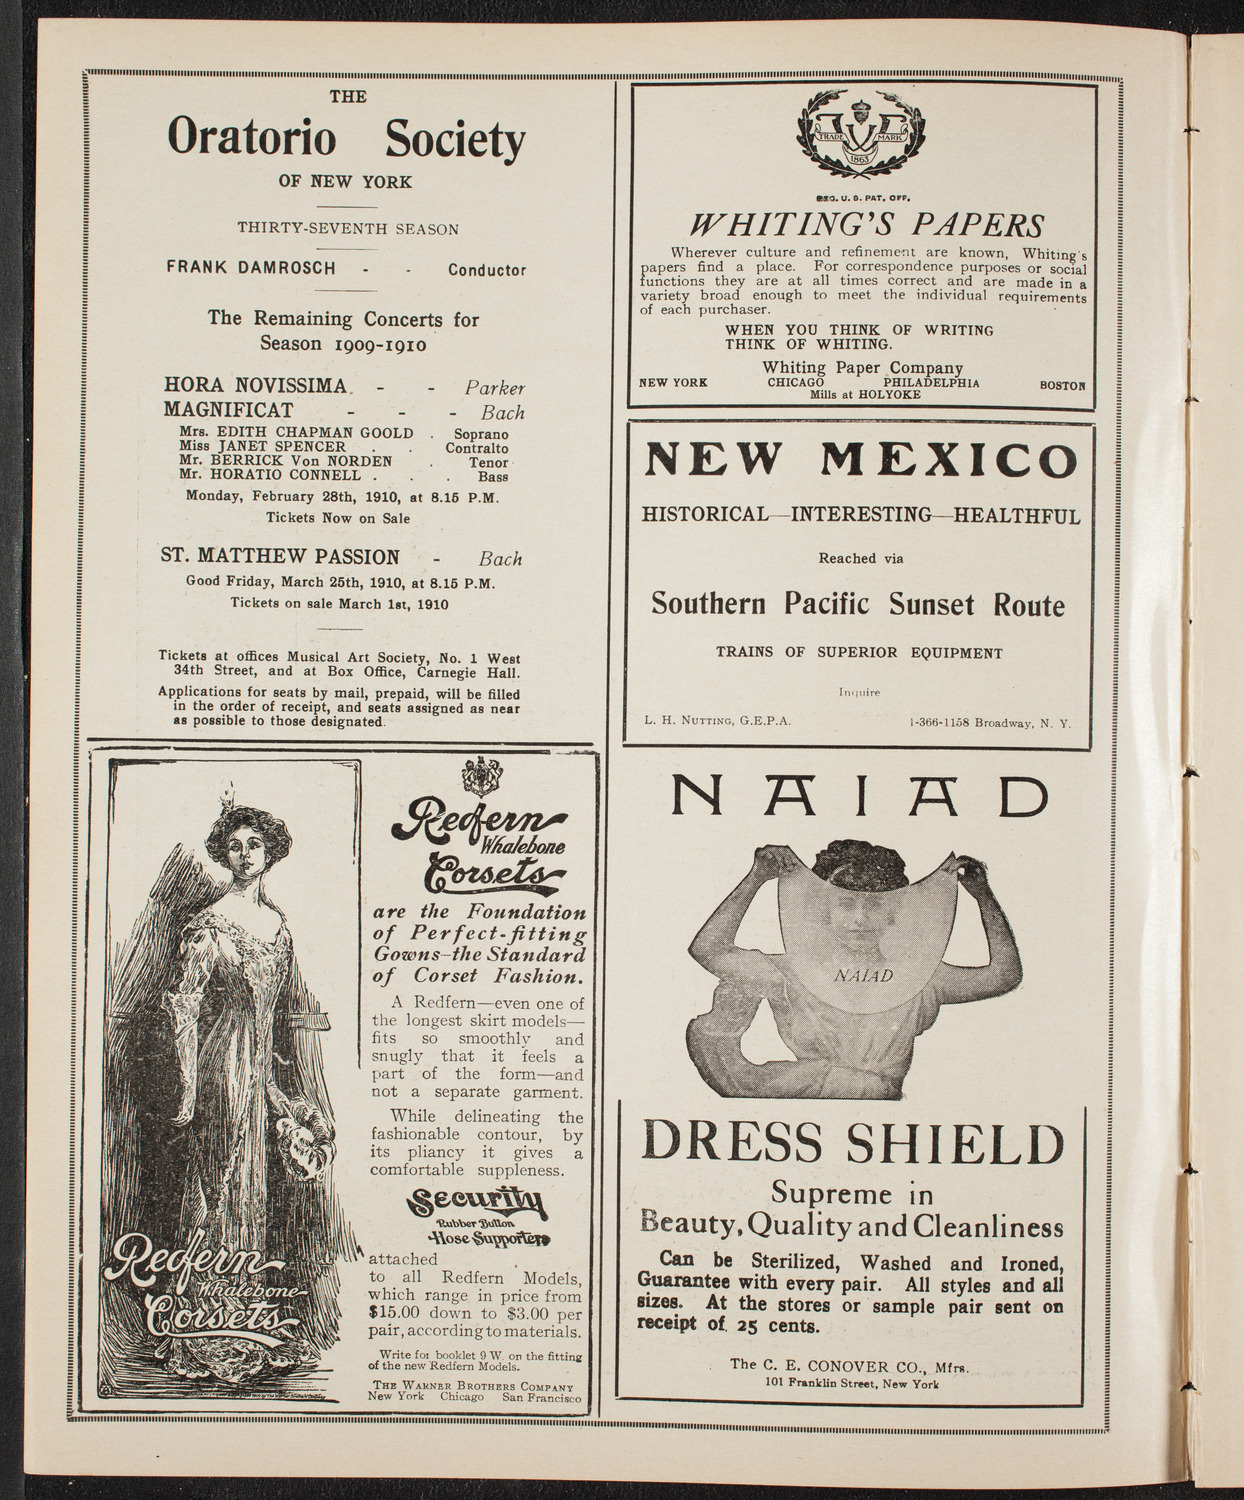 THE
Oratorio Society
OF NEW YORK
THIRTY-SEVENTH SEASON
FRANK DAMROSCH - - Conductor
The Remaining Concerts for
Season 1909-1910
HORA NOVISSIMA - - Parker
MAGNIFICAT - - - Bach
Mrs. EDITH CHAPMAN GOOLD . Soprano
Miss JANET SPENCER . . Contralto
Mr. BERRICK Von NORDEN . Tenor
Mr. HORATIO CONNELL . . . Bass
Monday, February 28th, 1910, at 8.15 P.M.
Tickets Now on Sale
ST. MATTHEW PASSION - Bach
Good Friday, March 25th, 1910, at 8.15 P.M.
Tickets on sale March 1st, 1910
Tickets at offices Musical Art Society, No. 1 West
34th Street, and at Box Office, Carnegie Hall.
Applications for seats by mail, prepaid, will be filled
in the order of receipt, and seats assigned as near
as possible to those designated.
Redfern
Whalebone
Corsets
Redfern
Whalebone
Corsets
are the Foundation
of Perfect-fitting
Gowns—the Standard
of Corset Fashion.
A Redfern—even one of
the longest skirt models—
fits so smoothly and
snugly that it feels a
part of the form—and
not a separate garment.
While delineating the
fashionable contour, by
its pliancy it gives a
comfortable suppleness.
Security
Rubber Button
Hose Supporters
attached
to all Redfern Models,
which range in price from
$15.00 down to $3.00 per
pair, according to materials.
Write for booklet 9 W. on the fitting
of the new Redfern Models.
THE WARNER BROTHERS COMPANY
New York Chicago San Francisco
TRADE MARK
1863
REG. U. S. PAT. OFF.
WHITING'S PAPERS
Wherever culture and refinement are known, Whiting's
papers find a place. For correspondence purposes or social
functions they are at all times correct and are made in a
variety broad enough to meet the individual requirements
of each purchaser.
WHEN YOU THINK OF WRITING
THINK OF WHITING.
Whiting Paper Company
NEW YORK CHICAGO PHILADELPHIA BOSTON
Mills at HOLYOKE
NEW MEXICO
HISTORICAL—INTERESTING—HEALTHFUL
Reached via
Southern Pacific Sunset Route
TRAINS OF SUPERIOR EQUIPMENT
Inquire
L. H. NUTTING, G.E.P.A. 1-366-1158 Broadway, N. Y.
NAIAD
NAIAD
DRESS SHIELD
Supreme in
Beauty, Quality and Cleanliness
Can be Sterilized, Washed and Ironed,
Guarantee with every pair. All styles and all
sizes. At the stores or sample pair sent on
receipt of 25 cents.
The C. E. CONOVER CO., Mfrs.
101 Franklin Street, New York